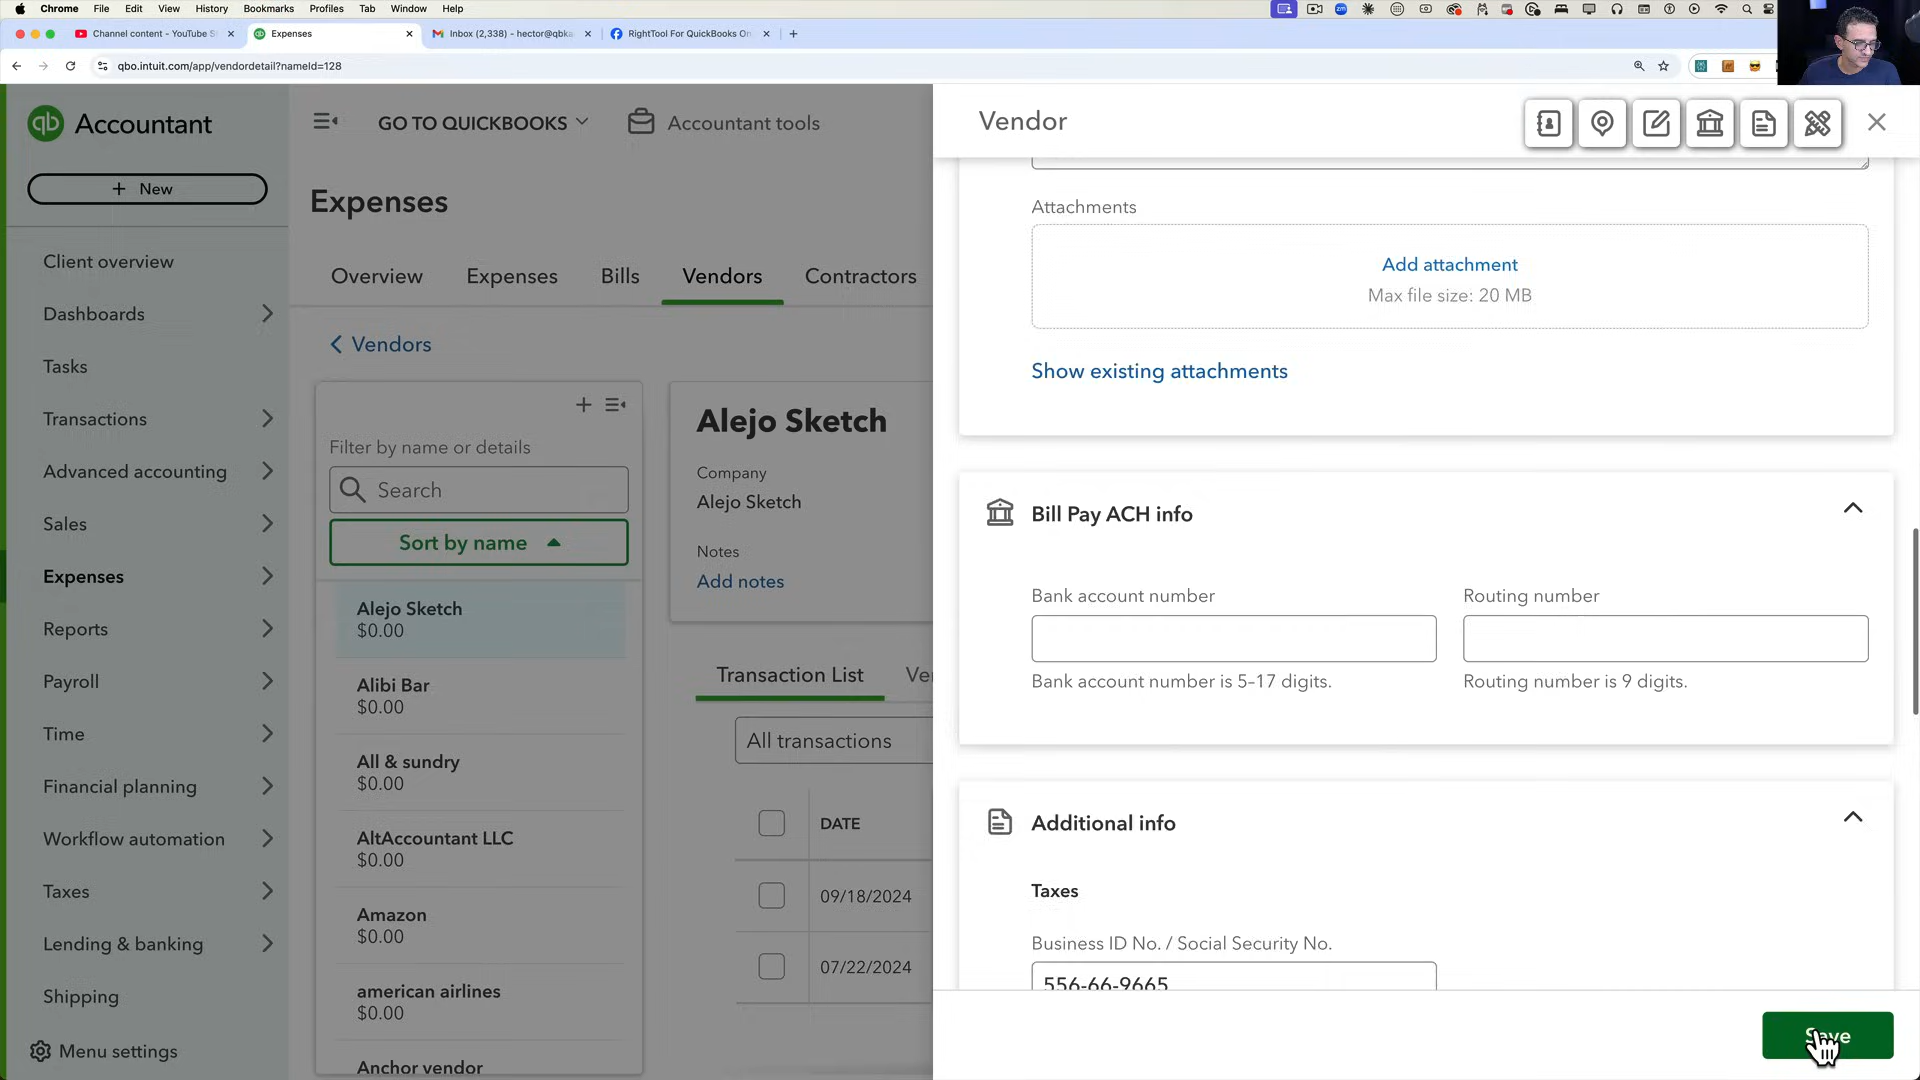 Chrome File Edit View History Bookmarks Profiles Tab Window Help
Channel content - YouTube S
Expenses
Inbox (2,338) - hector@qbka
RightTool For QuickBooks On
qbo.intuit.com/app/vendordetail?nameId=128
qb Accountant
GO TO QUICKBOOKS
Accountant tools
Vendor
+ New
Expenses
Client overview
Dashboards
Tasks
Transactions
Advanced accounting
Sales
Expenses
Reports
Payroll
Time
Financial planning
Workflow automation
Taxes
Lending & banking
Shipping
Menu settings
Overview Expenses Bills Vendors Contractors
Vendors
Filter by name or details
Search
Sort by name
Alejo Sketch
$0.00
Alibi Bar
$0.00
All & sundry
$0.00
AltAccountant LLC
$0.00
Amazon
$0.00
american airlines
$0.00
Anchor vendor
Alejo Sketch
Company
Alejo Sketch
Notes
Add notes
Transaction List Ve
All transactions
DATE
09/18/2024
07/22/2024
Attachments
Add attachment
Max file size: 20 MB
Show existing attachments
Bill Pay ACH info
Bank account number
Routing number
Bank account number is 5–17 digits.
Routing number is 9 digits.
Additional info
Taxes
Business ID No. / Social Security No.
556-66-9665
Save